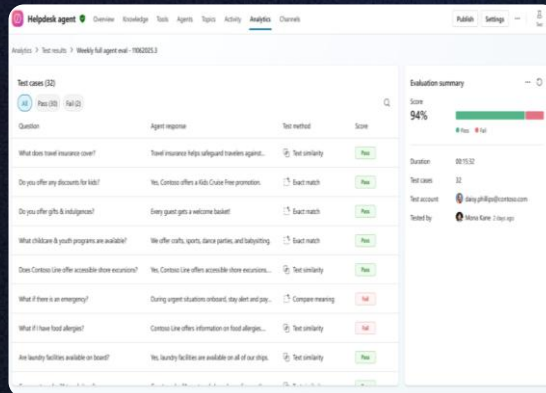 Helpdesk agent Overview Knowledge Tools Agents Topics Activity Analytics Channels Publish Settings ...
Analytics > Test results > Weekly full agent eval - 19062025.3
Test cases (32)
All Pass (30) Fail (2)
Question Agent response Test method Score
What does travel insurance cover? Travel insurance helps safeguard travelers against... Text similarity Pass
Do you offer any discounts for kids? Yes, Contoso offers a Kids Cruise Free promotion. Exact match Pass
Do you offer gifts & indulgences? Every guest gets a welcome basket! Exact match Pass
What childcare & youth programs are available? We offer crafts, sports, dance parties, and babysitting. Exact match Pass
Does Contoso Line offer accessible shore excursions? Yes, Contoso Line offers accessible shore excursions... Text similarity Pass
What if there is an emergency? During urgent situations onboard, stay alert and pay... Compare meaning Fail
What if I have food allergies? Contoso Line offers information on food allergies... Text similarity Fail
Are laundry facilities available on board? Yes, laundry facilities are available on all of our ships. Text similarity Pass
Evaluation summary ...
Score
94%
Pass Fail
Duration 00:15:32
Test cases 32
Test account daisy.phillips@contoso.com
Tested by Mona Kane 2 days ago